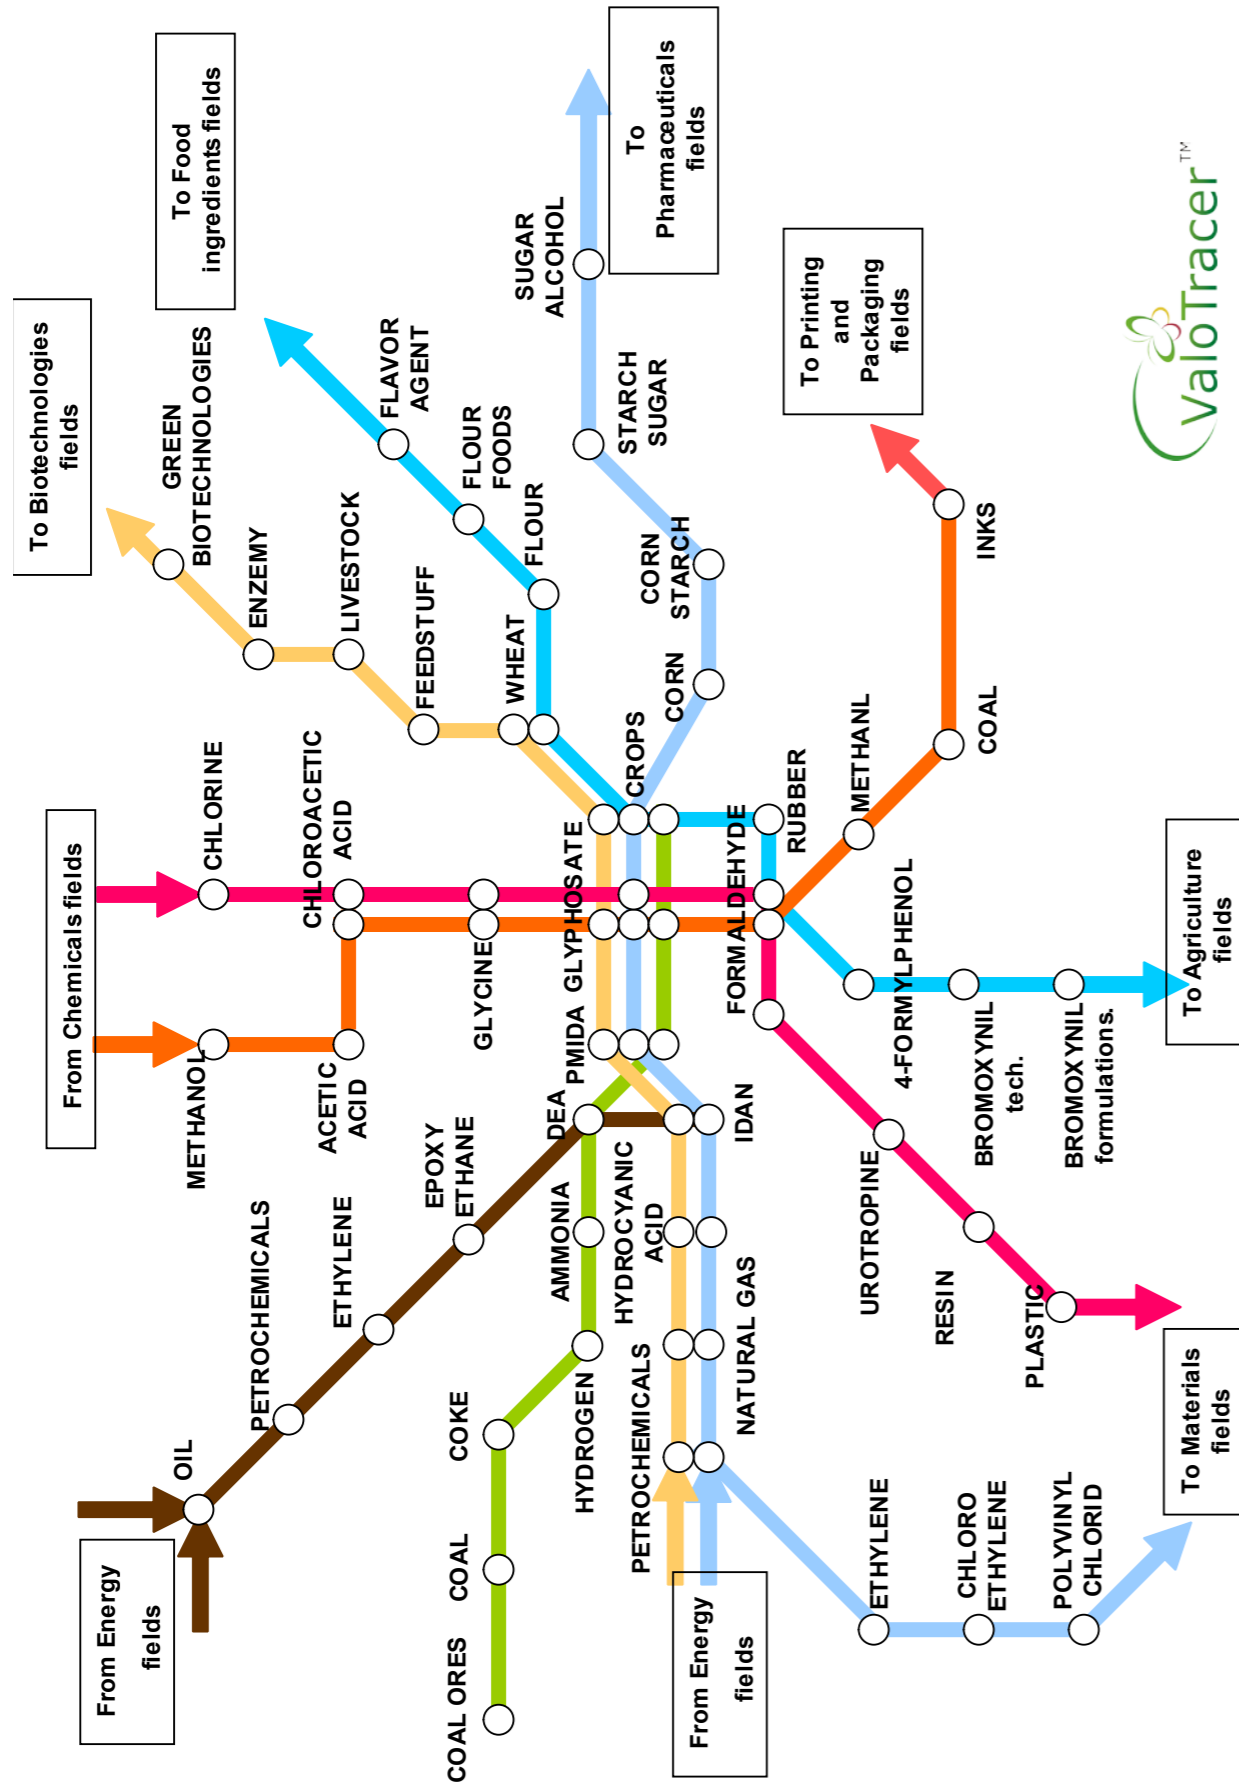 From Energy
fields
OIL
PETROCHEMICALS
ETHYLENE
EPOXY
ETHANE
DEA
COAL ORES
COAL
COKE
HYDROGEN
AMMONIA
HYDROCYANIC
ACID
PETROCHEMICALS
NATURAL GAS
IDAN
From Energy
fields
ETHYLENE
CHLORO
ETHYLENE
POLYVINYL
CHLORID
To Materials
fields
From Chemicals fields
METHANOL
ACETIC
ACID
CHLORINE
CHLOROACETIC
ACID
GLYCINE
PMIDA
GLYPHOSATE
CROPS
FORMALDEHYDE
RUBBER
UROTROPINE
RESIN
PLASTIC
4-FORMYLPHENOL
BROMOXYNIL
tech.
BROMOXYNIL
formulations.
To Agriculture
fields
METHANL
COAL
INKS
To Printing
and
Packaging
fields
To Biotechnologies
fields
GREEN
BIOTECHNOLOGIES
ENZEMY
LIVESTOCK
FEEDSTUFF
WHEAT
FLOUR
FLOUR
FOODS
FLAVOR
AGENT
To Food
ingredients fields
CORN
CORN
STARCH
STARCH
SUGAR
SUGAR
ALCOHOL
To
Pharmaceuticals
fields
ValoTracer™